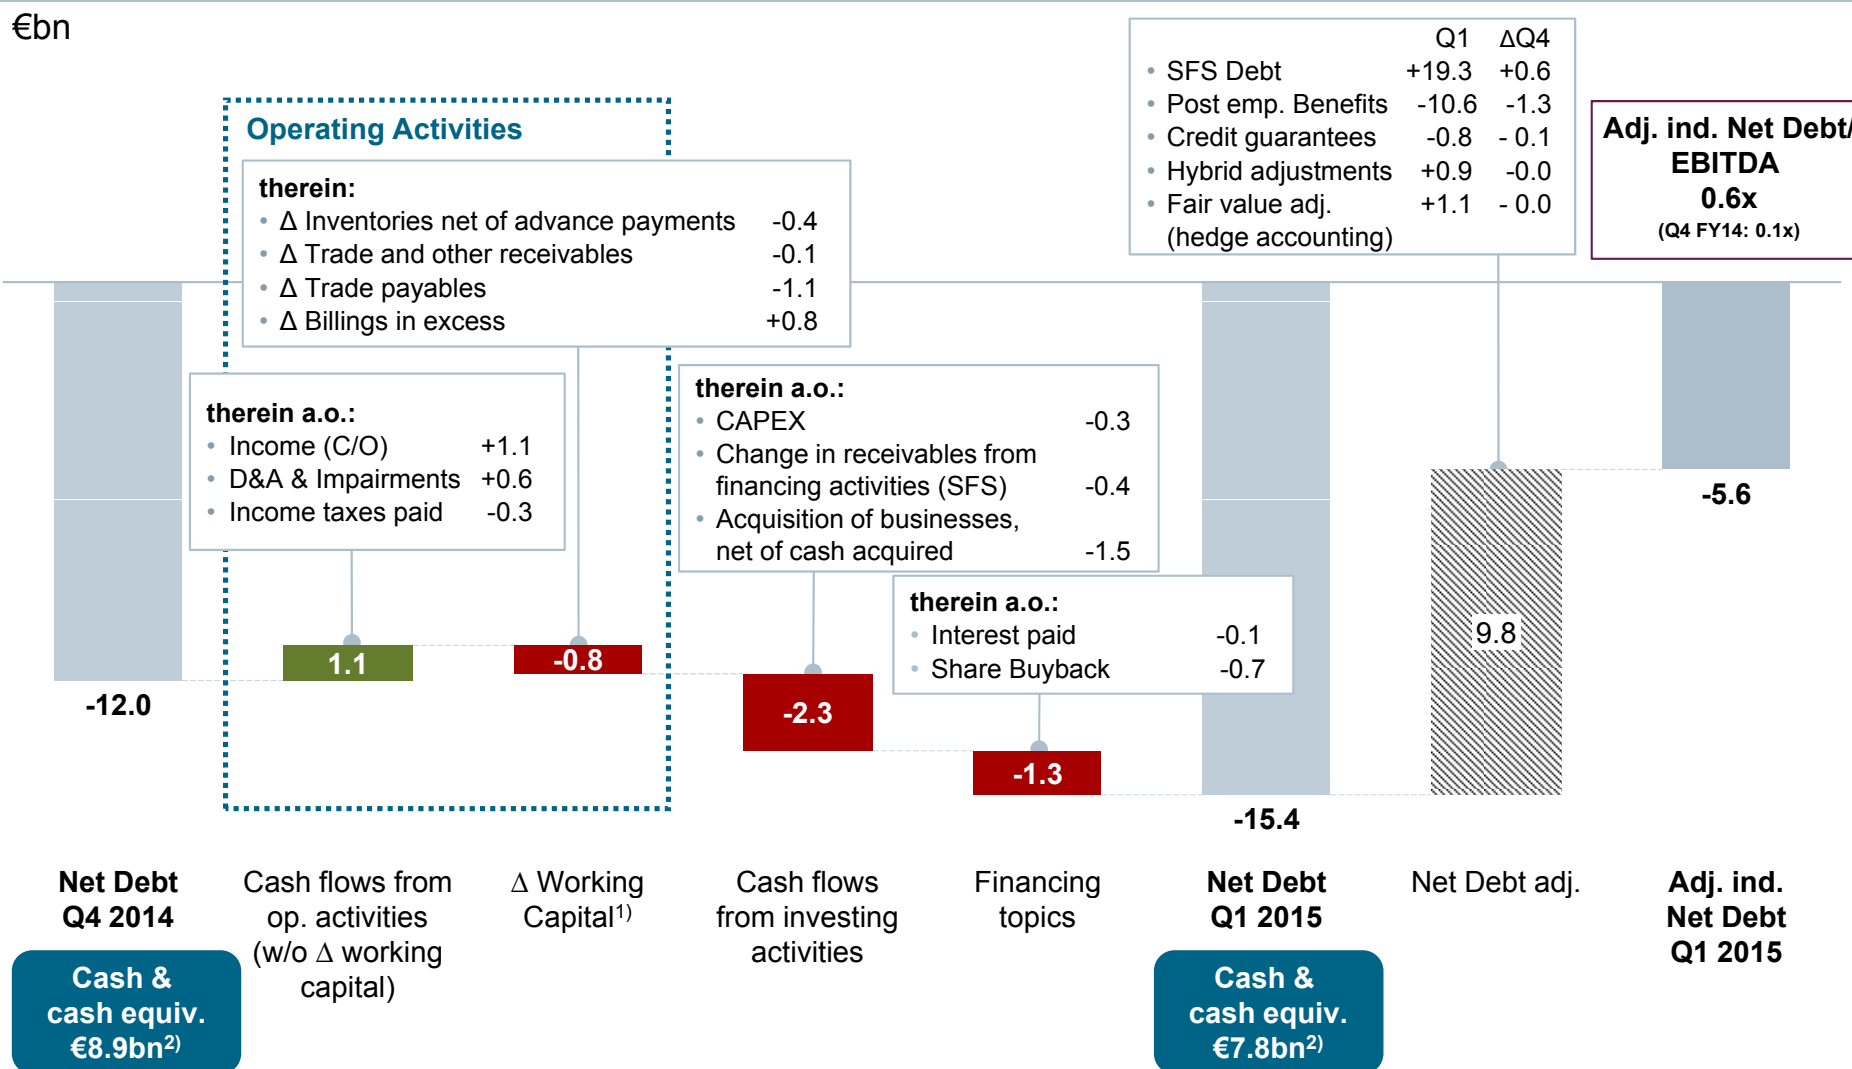 €bn
Q1 ΔQ4
• SFS Debt +19.3 +0.6
• Post emp. Benefits -10.6 -1.3
• Credit guarantees -0.8 - 0.1
• Hybrid adjustments +0.9 -0.0
• Fair value adj. +1.1 - 0.0
(hedge accounting)
Adj. ind. Net Debt/
EBITDA
0.6x
(Q4 FY14: 0.1x)
Operating Activities
therein:
• Δ Inventories net of advance payments -0.4
• Δ Trade and other receivables -0.1
• Δ Trade payables -1.1
• Δ Billings in excess +0.8
therein a.o.:
• Income (C/O) +1.1
• D&A & Impairments +0.6
• Income taxes paid -0.3
therein a.o.:
• CAPEX -0.3
• Change in receivables from
financing activities (SFS) -0.4
• Acquisition of businesses,
net of cash acquired -1.5
therein a.o.:
• Interest paid -0.1
• Share Buyback -0.7
-12.0
1.1
-0.8
-2.3
-1.3
-15.4
9.8
-5.6
Net Debt
Q4 2014
Cash flows from
op. activities
(w/o Δ working
capital)
Δ Working
Capital1)
Cash flows
from investing
activities
Financing
topics
Net Debt
Q1 2015
Net Debt adj.
Adj. ind.
Net Debt
Q1 2015
Cash &
cash equiv.
€8.9bn2)
Cash &
cash equiv.
€7.8bn2)